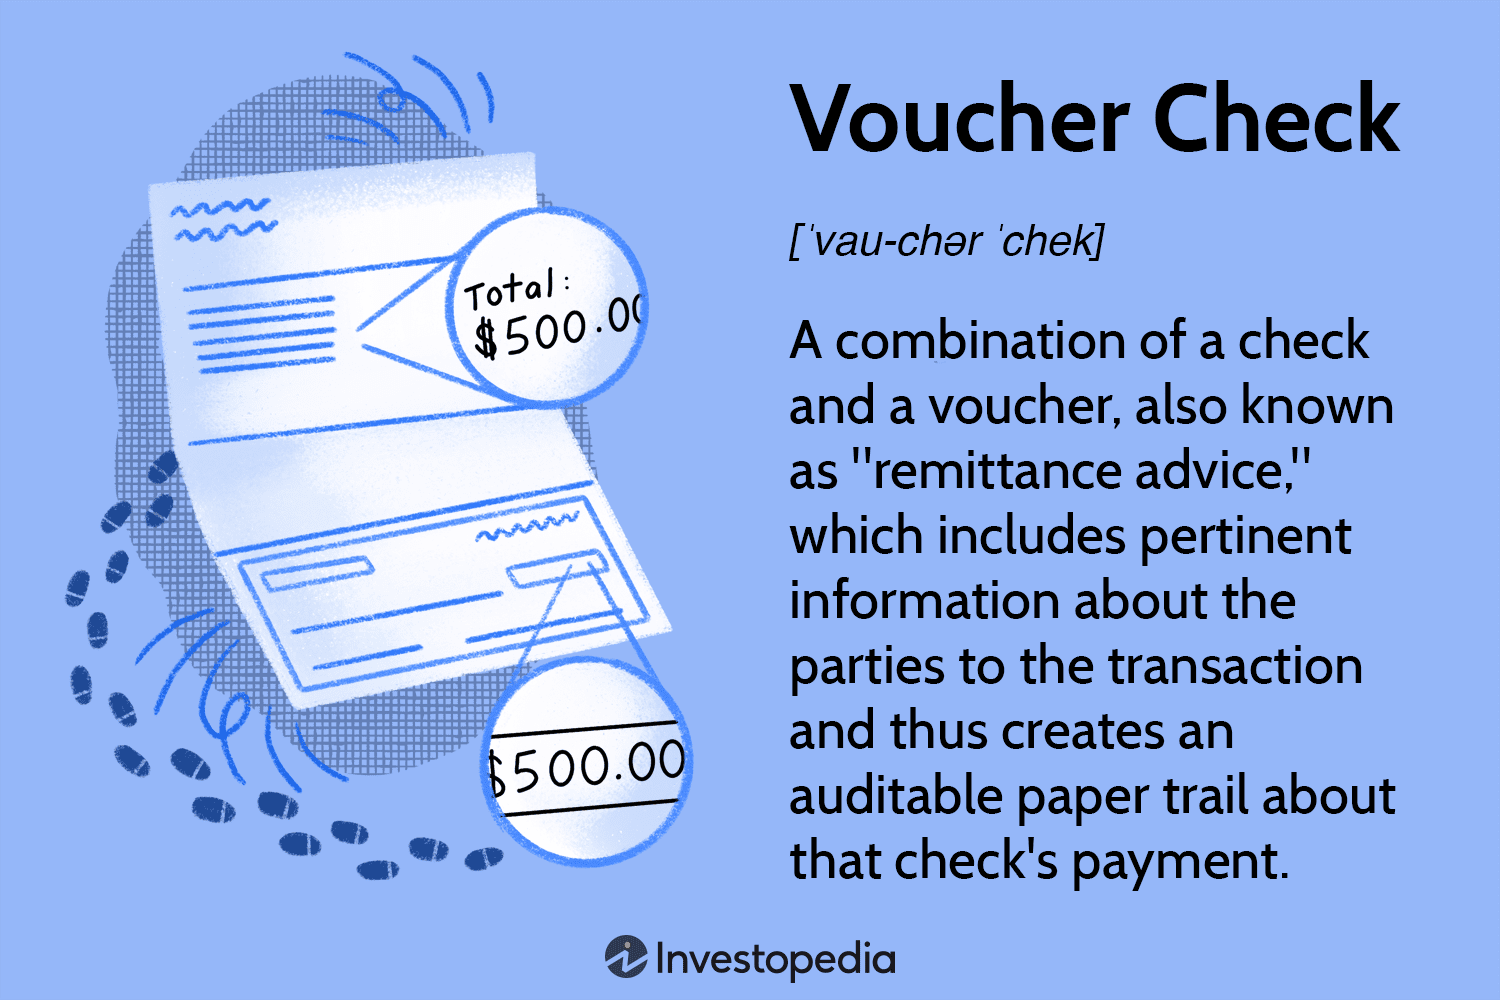 Voucher Check
[ˈvau-chər ˈchek]
A combination of a check
and a voucher, also known
as "remittance advice,"
which includes pertinent
information about the
parties to the transaction
and thus creates an
auditable paper trail about
that check's payment.
Total:
$500.00
$500.00
Investopedia